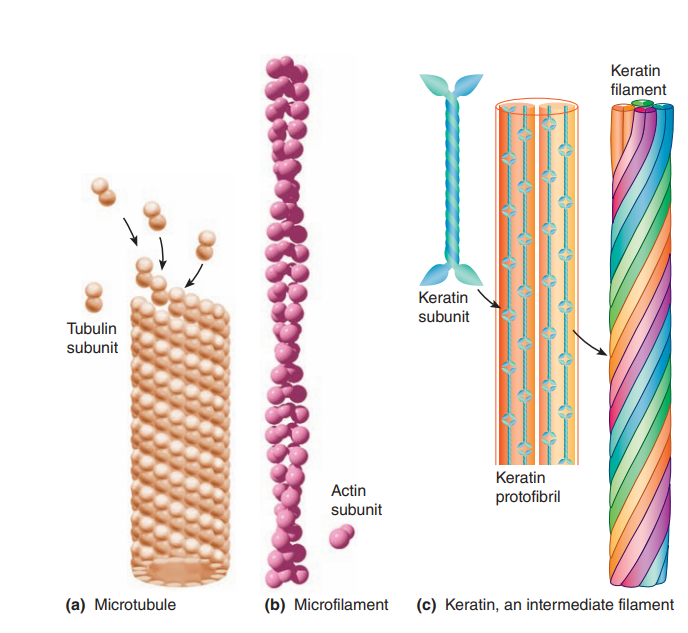 Keratin
filament
Keratin
subunit
Tubulin
subunit
Keratin
protofibril
Actin
subunit
(a) Microtubule
(b) Microfilament
(c) Keratin, an intermediate filament